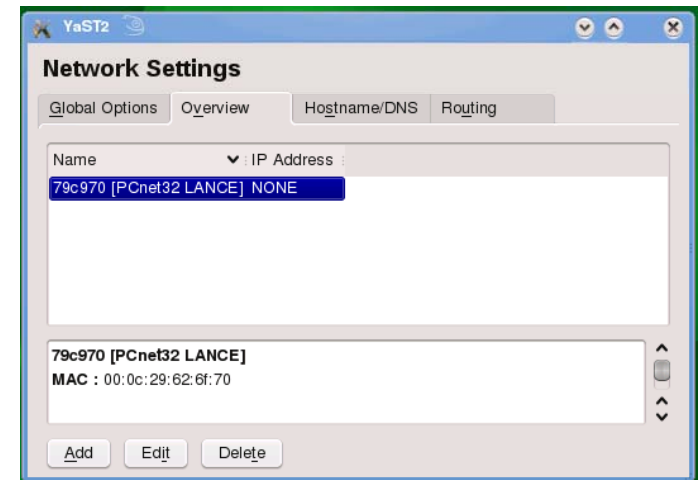 YaST2
Network Settings
Global Options Overview Hostname/DNS Routing
Name IP Address
79c970 [PCnet32 LANCE] NONE
79c970 [PCnet32 LANCE]
MAC : 00:0c:29:62:6f:70
Add Edit Delete